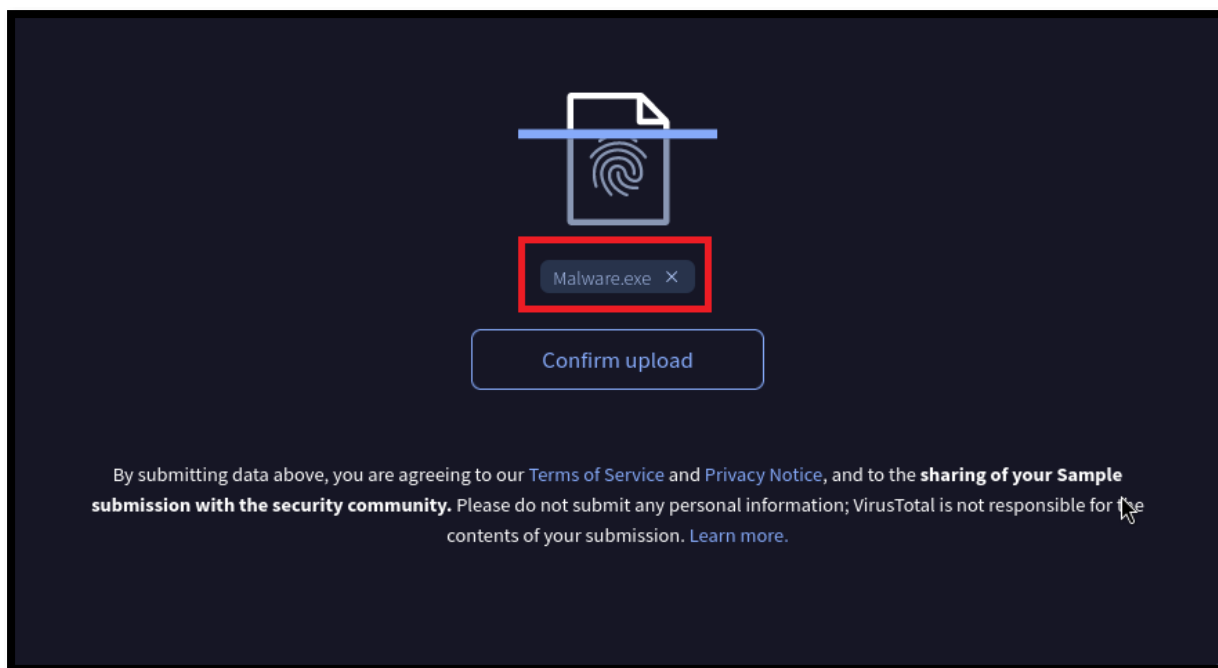 Malware.exe ×
Confirm upload
By submitting data above, you are agreeing to our Terms of Service and Privacy Notice, and to the sharing of your Sample
submission with the security community. Please do not submit any personal information; VirusTotal is not responsible for the
contents of your submission. Learn more.